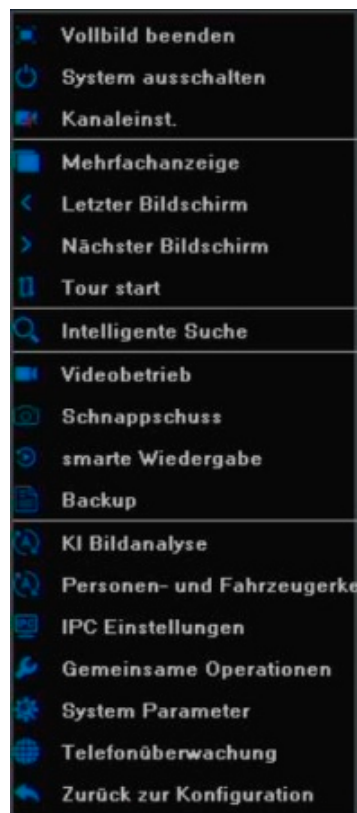 Vollbild beenden
System ausschalten
Kanaleinst.
Mehrfachanzeige
Letzter Bildschirm
Nächster Bildschirm
Tour start
Intelligente Suche
Videobetrieb
Schnappschuss
smarte Wiedergabe
Backup
KI Bildanalyse
Personen- und Fahrzeugerke
IPC Einstellungen
Gemeinsame Operationen
System Parameter
Telefonüberwachung
Zurück zur Konfiguration